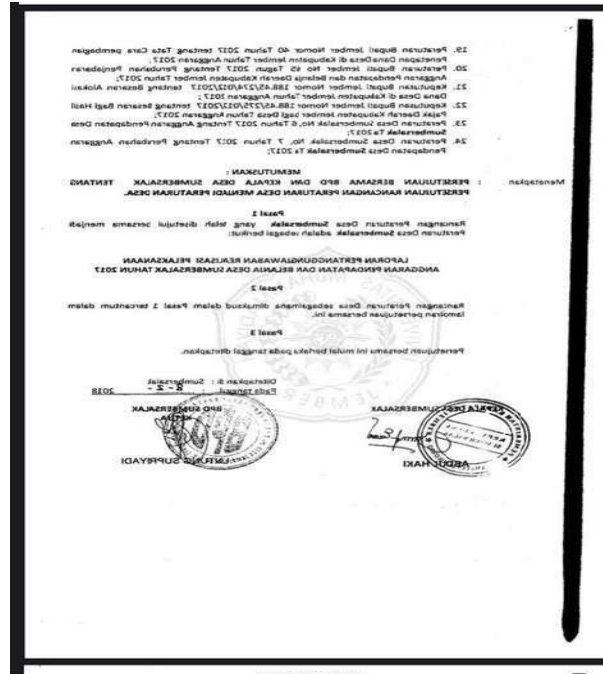 19. Peraturan Bupati Jember Nomor 40 Tahun 2017 tentang Tata Cara pembagian
Penetapan Dana Desa di Kabupaten Jember Tahun Anggaran 2017;
20. Peraturan Bupati Jember No 65 Tagun 2017 Tentang Perubahan Penjabaran
Anggaran Pendapatan dan Belanja Daerah Kabupaten Jember Tahun 2017;
21. Keputusan Bupati Jember Nomor 188.45/274/012/2017 tentang Besaran Alokasi
Dana Desa di Kabupaten Jember Tahun Anggaran 2017;
22. Keputusan Bupati Jember Nomor 188.45/275/012/2017 tentang Besaran Bagi Hasil
Pajak Daerah Kabupaten Jember bagi Desa Tahun Anggaran 2017;
23. Peraturan Desa Sumbersalak No, 6 Tahun 2017 Tentang Anggaran Pendapatan Desa
Sumbersalak Ta 2017;
24. Peraturan Desa Sumbersalak No, 7 Tahun 2017 Tentang Perubahan Anggaran
Pendapatan Desa Sumbersalak Ta 2017;
MEMUTUSKAN :
Menetapkan : PERSETUJUAN BERSAMA BPD DAN KEPALA DESA SUMBERSALAK TENTANG
PERSETUJUAN RANCANGAN PERATURAN DESA MENJADI PERATURAN DESA.
Pasal 1
Rancangan Peraturan Desa Sumbersalak yang telah disetujui bersama menjadi
Peraturan Desa Sumbersalak adalah sebagai berikut:
LAPORAN PERTANGGUNGJAWABAN REALISASI PELAKSANAAN
ANGGARAN PENDAPATAN DAN BELANJA DESA SUMBERSALAK TAHUN 2017
Pasal 2
Rancangan Peraturan Desa sebagaimana dimaksud dalam Pasal 1 tercantum dalam
lampiran persetujuan bersama ini.
Pasal 3
Persetujuan bersama ini mulai berlaku pada tanggal ditetapkan.
Ditetapkan di : Sumbersalak
Pada tanggal : 8 - 2 - 2018
KEPALA DESA SUMBERSALAK
BPD SUMBERSALAK
KETUA
ABDUL HAKI
UNTUNG SUPRIYADI
JEMBER